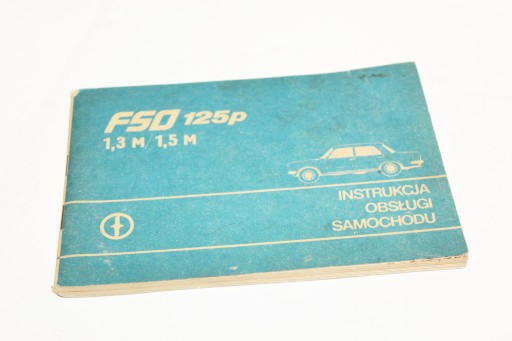 FSO 125p
1,3 M/1,5 M
INSTRUKCJA
OBSŁUGI
SAMOCHODU